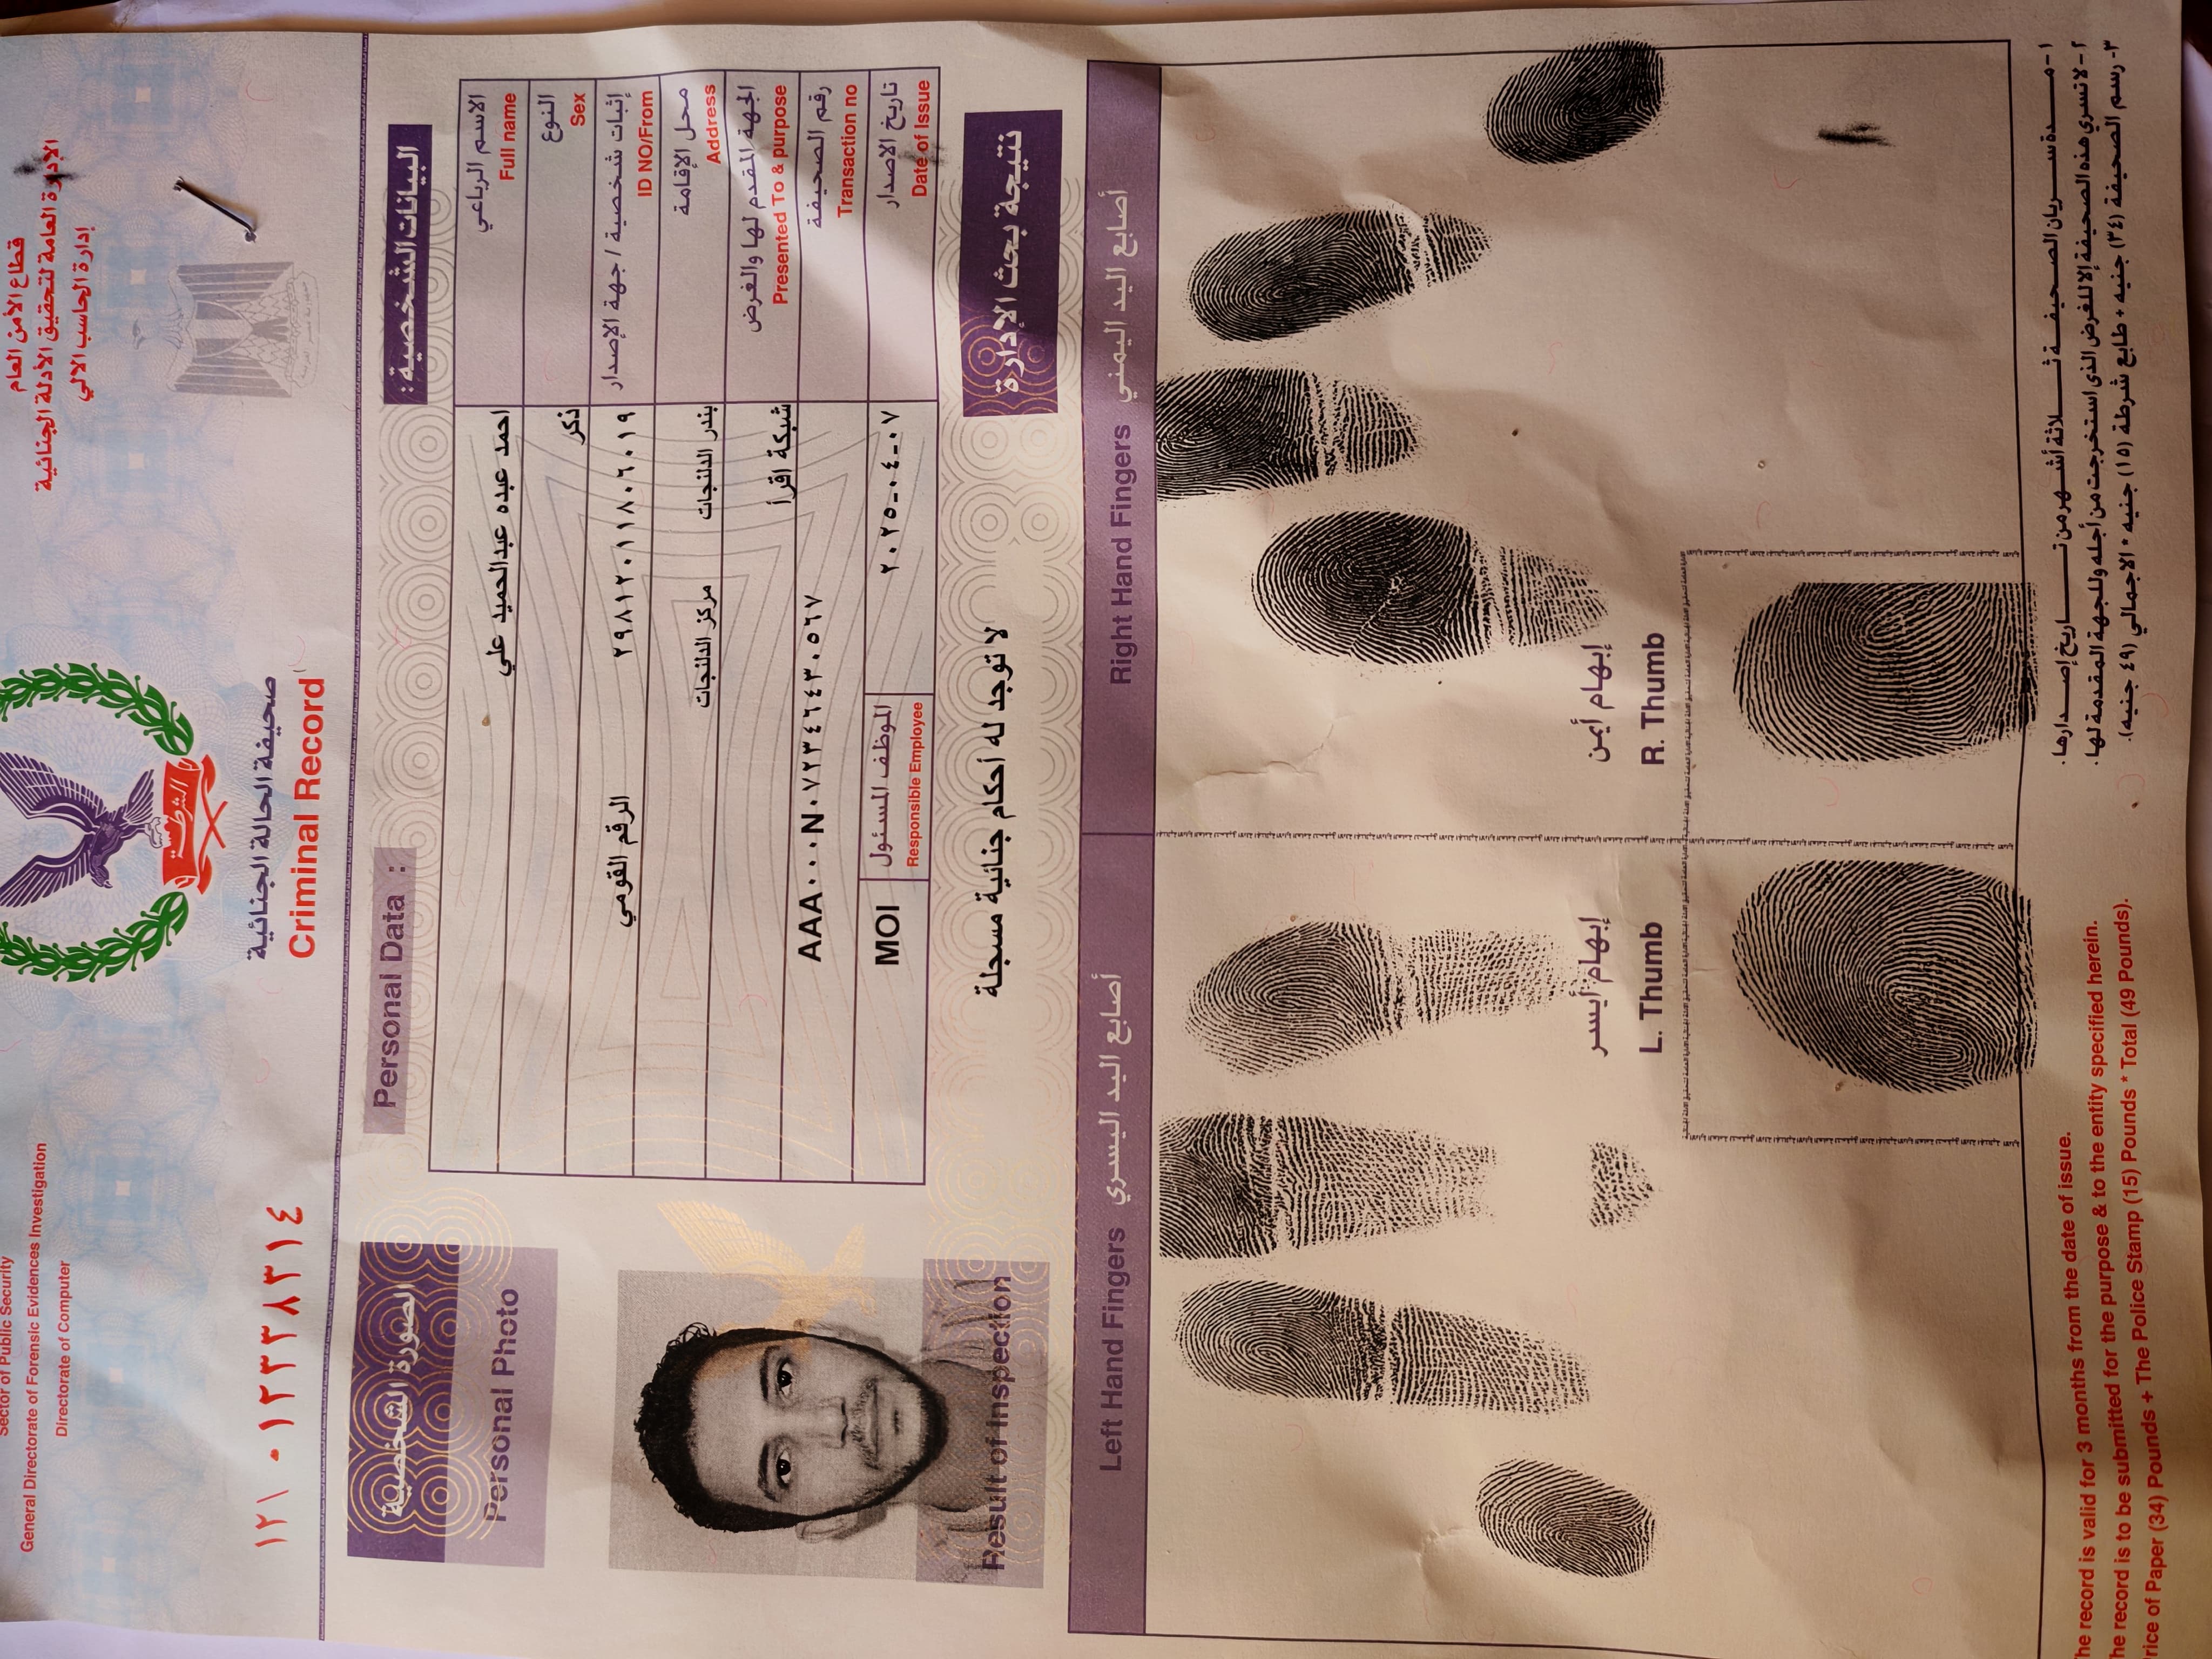 قطاع الأمن العام
الإدارة العامة لتحقيق الأدلة الجنائية
إدارة الحاسب الآلي
Sector of Public Security
General Directorate of Forensic Evidences Investigation
Directorate of Computer
الشرطة
صحيفة الحالة الجنائية
Criminal Record
١٢١٠١٢٣٣٨٣١٤
البيانات الشخصية :
Personal Data :
الصورة الشخصية
Personal Photo
الاسم الرباعي
Full name
احمد عبده عبدالحميد علي
النوع
Sex
ذكر
إثبات شخصية / جهة الإصدار
ID NO/From
٢٩٨١٢٠١١٨٠٦٠١٩ الرقم القومي
محل الإقامة
Address
بندر الدلنجات مركز الدلنجات
الجهة المقدم لها والغرض
Presented To & purpose
شبكة اقرأ
رقم الصحيفة
Transaction no
AAA٠٠٠N٠٧٢٣٤٦٤٣٠٥٦٧
تاريخ الاصدار
Date of Issue
٢٠٢٥-٠٤-٠٧
الموظف المسئول
Responsible Employee
MOI
نتيجة بحث الإدارة
لا توجد له أحكام جنائية مسجلة
Result of Inspection
أصابع اليد اليمني Right Hand Fingers
أصابع اليد اليسري Left Hand Fingers
إبهام أيمن
R. Thumb
إبهام أيسر
L. Thumb
١- مدة سريان الصحيفة ثلاثة أشهر من تاريخ إصدارها.
٢- لا تسري هذه الصحيفة إلا للغرض الذى استخرجت من أجله وللجهة المقدمة لها.
٣- رسم الصحيفة (٣٤) جنيه + طابع شرطة (١٥) جنيه * الاجمالي (٤٩ جنيه).
The record is valid for 3 months from the date of issue.
The record is to be submitted for the purpose & to the entity specified herein.
Price of Paper (34) Pounds + The Police Stamp (15) Pounds * Total (49 Pounds).